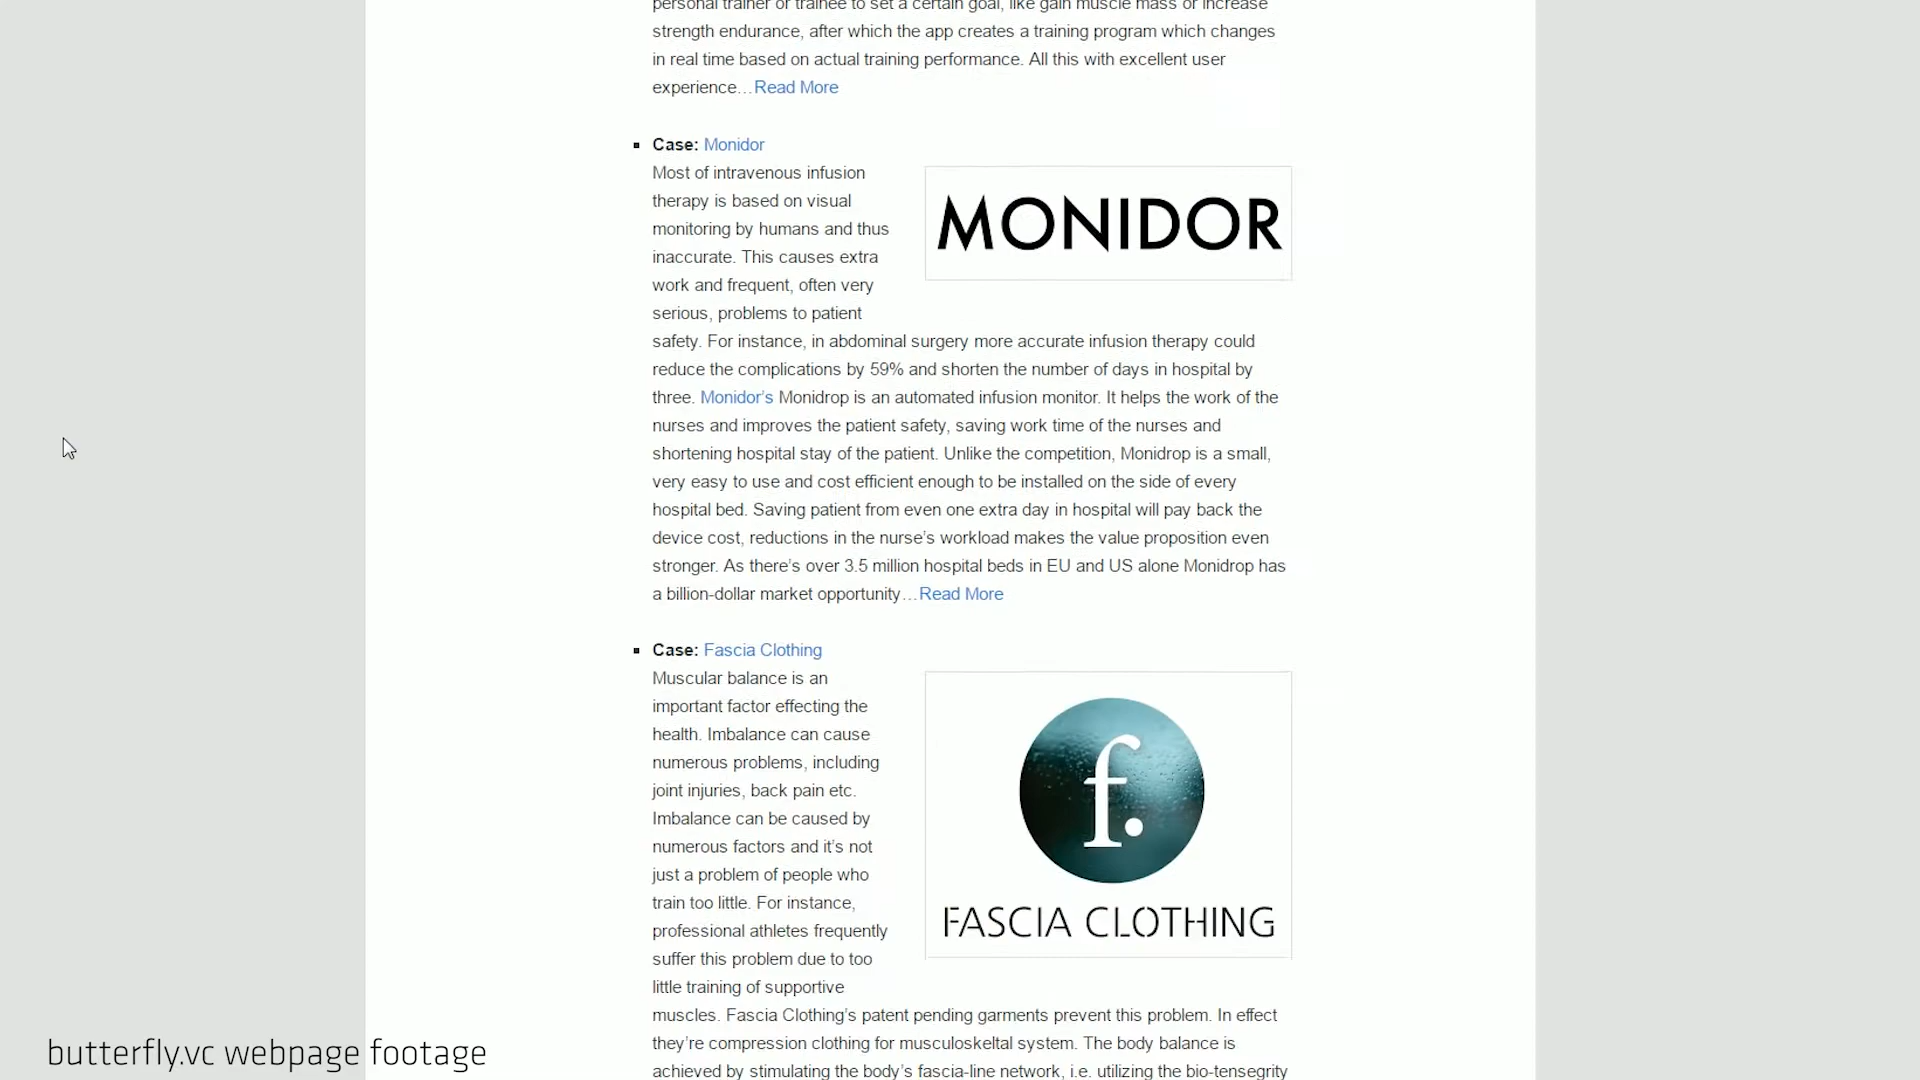 personal trainer or trainee to set a certain goal, like gain muscle mass or increase
strength endurance, after which the app creates a training program which changes
in real time based on actual training performance. All this with excellent user
experience…Read More
Case: Monidor
Most of intravenous infusion
therapy is based on visual
monitoring by humans and thus
inaccurate. This causes extra
work and frequent, often very
serious, problems to patient
MONIDOR
safety. For instance, in abdominal surgery more accurate infusion therapy could
reduce the complications by 59% and shorten the number of days in hospital by
three. Monidor’s Monidrop is an automated infusion monitor. It helps the work of the
nurses and improves the patient safety, saving work time of the nurses and
shortening hospital stay of the patient. Unlike the competition, Monidrop is a small,
very easy to use and cost efficient enough to be installed on the side of every
hospital bed. Saving patient from even one extra day in hospital will pay back the
device cost, reductions in the nurse’s workload makes the value proposition even
stronger. As there’s over 3.5 million hospital beds in EU and US alone Monidrop has
a billion-dollar market opportunity…Read More
Case: Fascia Clothing
Muscular balance is an
important factor effecting the
health. Imbalance can cause
numerous problems, including
joint injuries, back pain etc.
Imbalance can be caused by
numerous factors and it’s not
just a problem of people who
train too little. For instance,
professional athletes frequently
suffer this problem due to too
little training of supportive
f.
FASCIA CLOTHING
muscles. Fascia Clothing’s patent pending garments prevent this problem. In effect
they’re compression clothing for musculoskeltal system. The body balance is
achieved by stimulating the body’s fascia-line network, i.e. utilizing the bio-tensegrity
butterfly.vc webpage footage